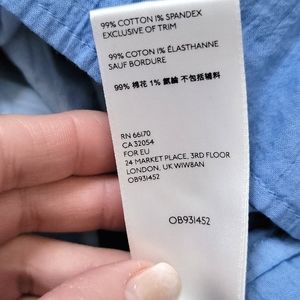 99% COTTON 1% SPANDEX
EXCLUSIVE OF TRIM
99% COTON 1% ÉLASTHANNE
SAUF BORDURE
99% 棉花 1% 氨綸 不包括辅料
RN 66170
CA 32054
FOR EU
24 MARKET PLACE, 3RD FLOOR
LONDON, UK W1W8AN
OB931452
OB931452